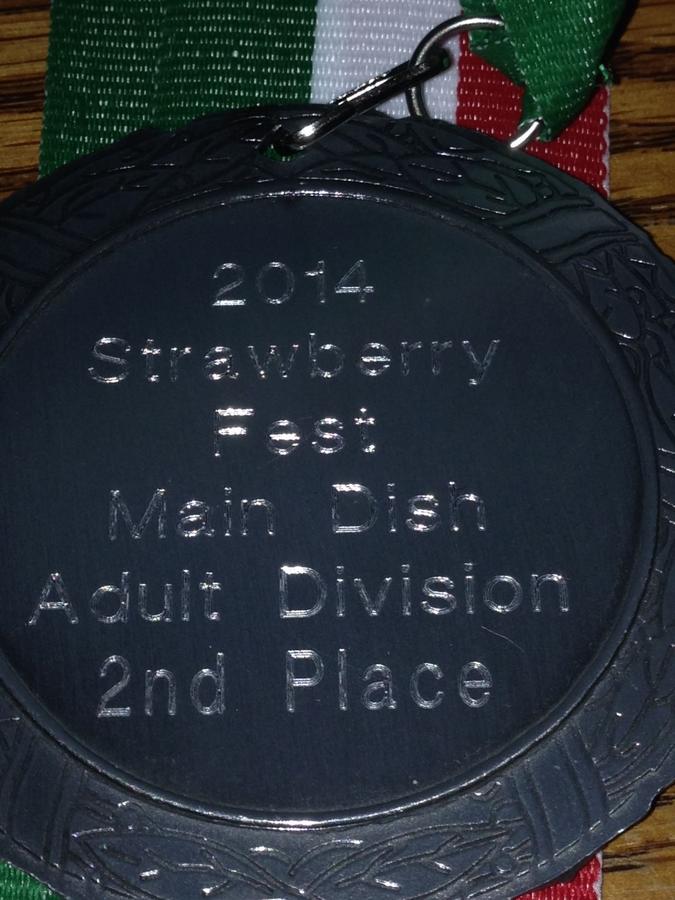 2014
Strawberry
Fest
Main Dish
Adult Division
2nd Place